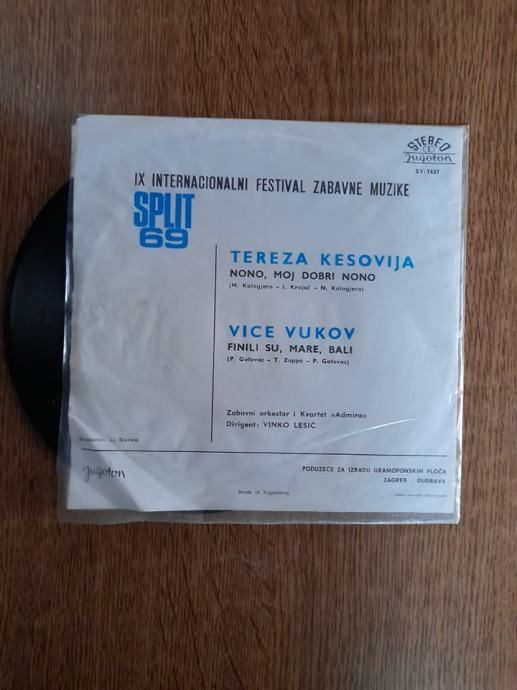 STEREO
Jugoton
SY-1437
IX INTERNACIONALNI FESTIVAL ZABAVNE MUZIKE
SPLIT
69
TEREZA KESOVIJA
NONO, MOJ DOBRI NONO
(N. Kalogjera - I. Krajač - N. Kalogjera)
VICE VUKOV
FINILI SU, MARE, BALI
(P. Gotovac - T. Zuppa - P. Gotovac)
Zabavni orkestar i Kvartet »Admiral«
Dirigent: VINKO LESIĆ
Jugoton
PODUZEĆE ZA IZRADU GRAMOFONSKIH PLOČA
ZAGREB DUBRAVA
Made in Yugoslavia